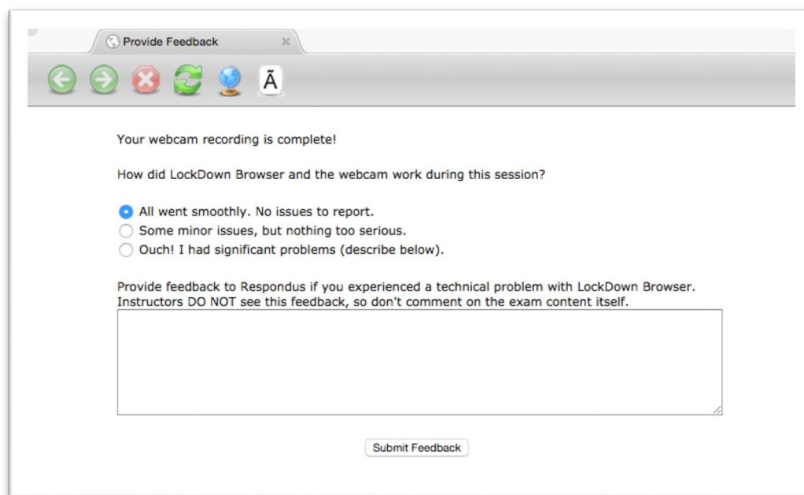 Provide Feedback
Ã
Your webcam recording is complete!
How did LockDown Browser and the webcam work during this session?
All went smoothly. No issues to report.
Some minor issues, but nothing too serious.
Ouch! I had significant problems (describe below).
Provide feedback to Respondus if you experienced a technical problem with LockDown Browser.
Instructors DO NOT see this feedback, so don't comment on the exam content itself.
Submit Feedback